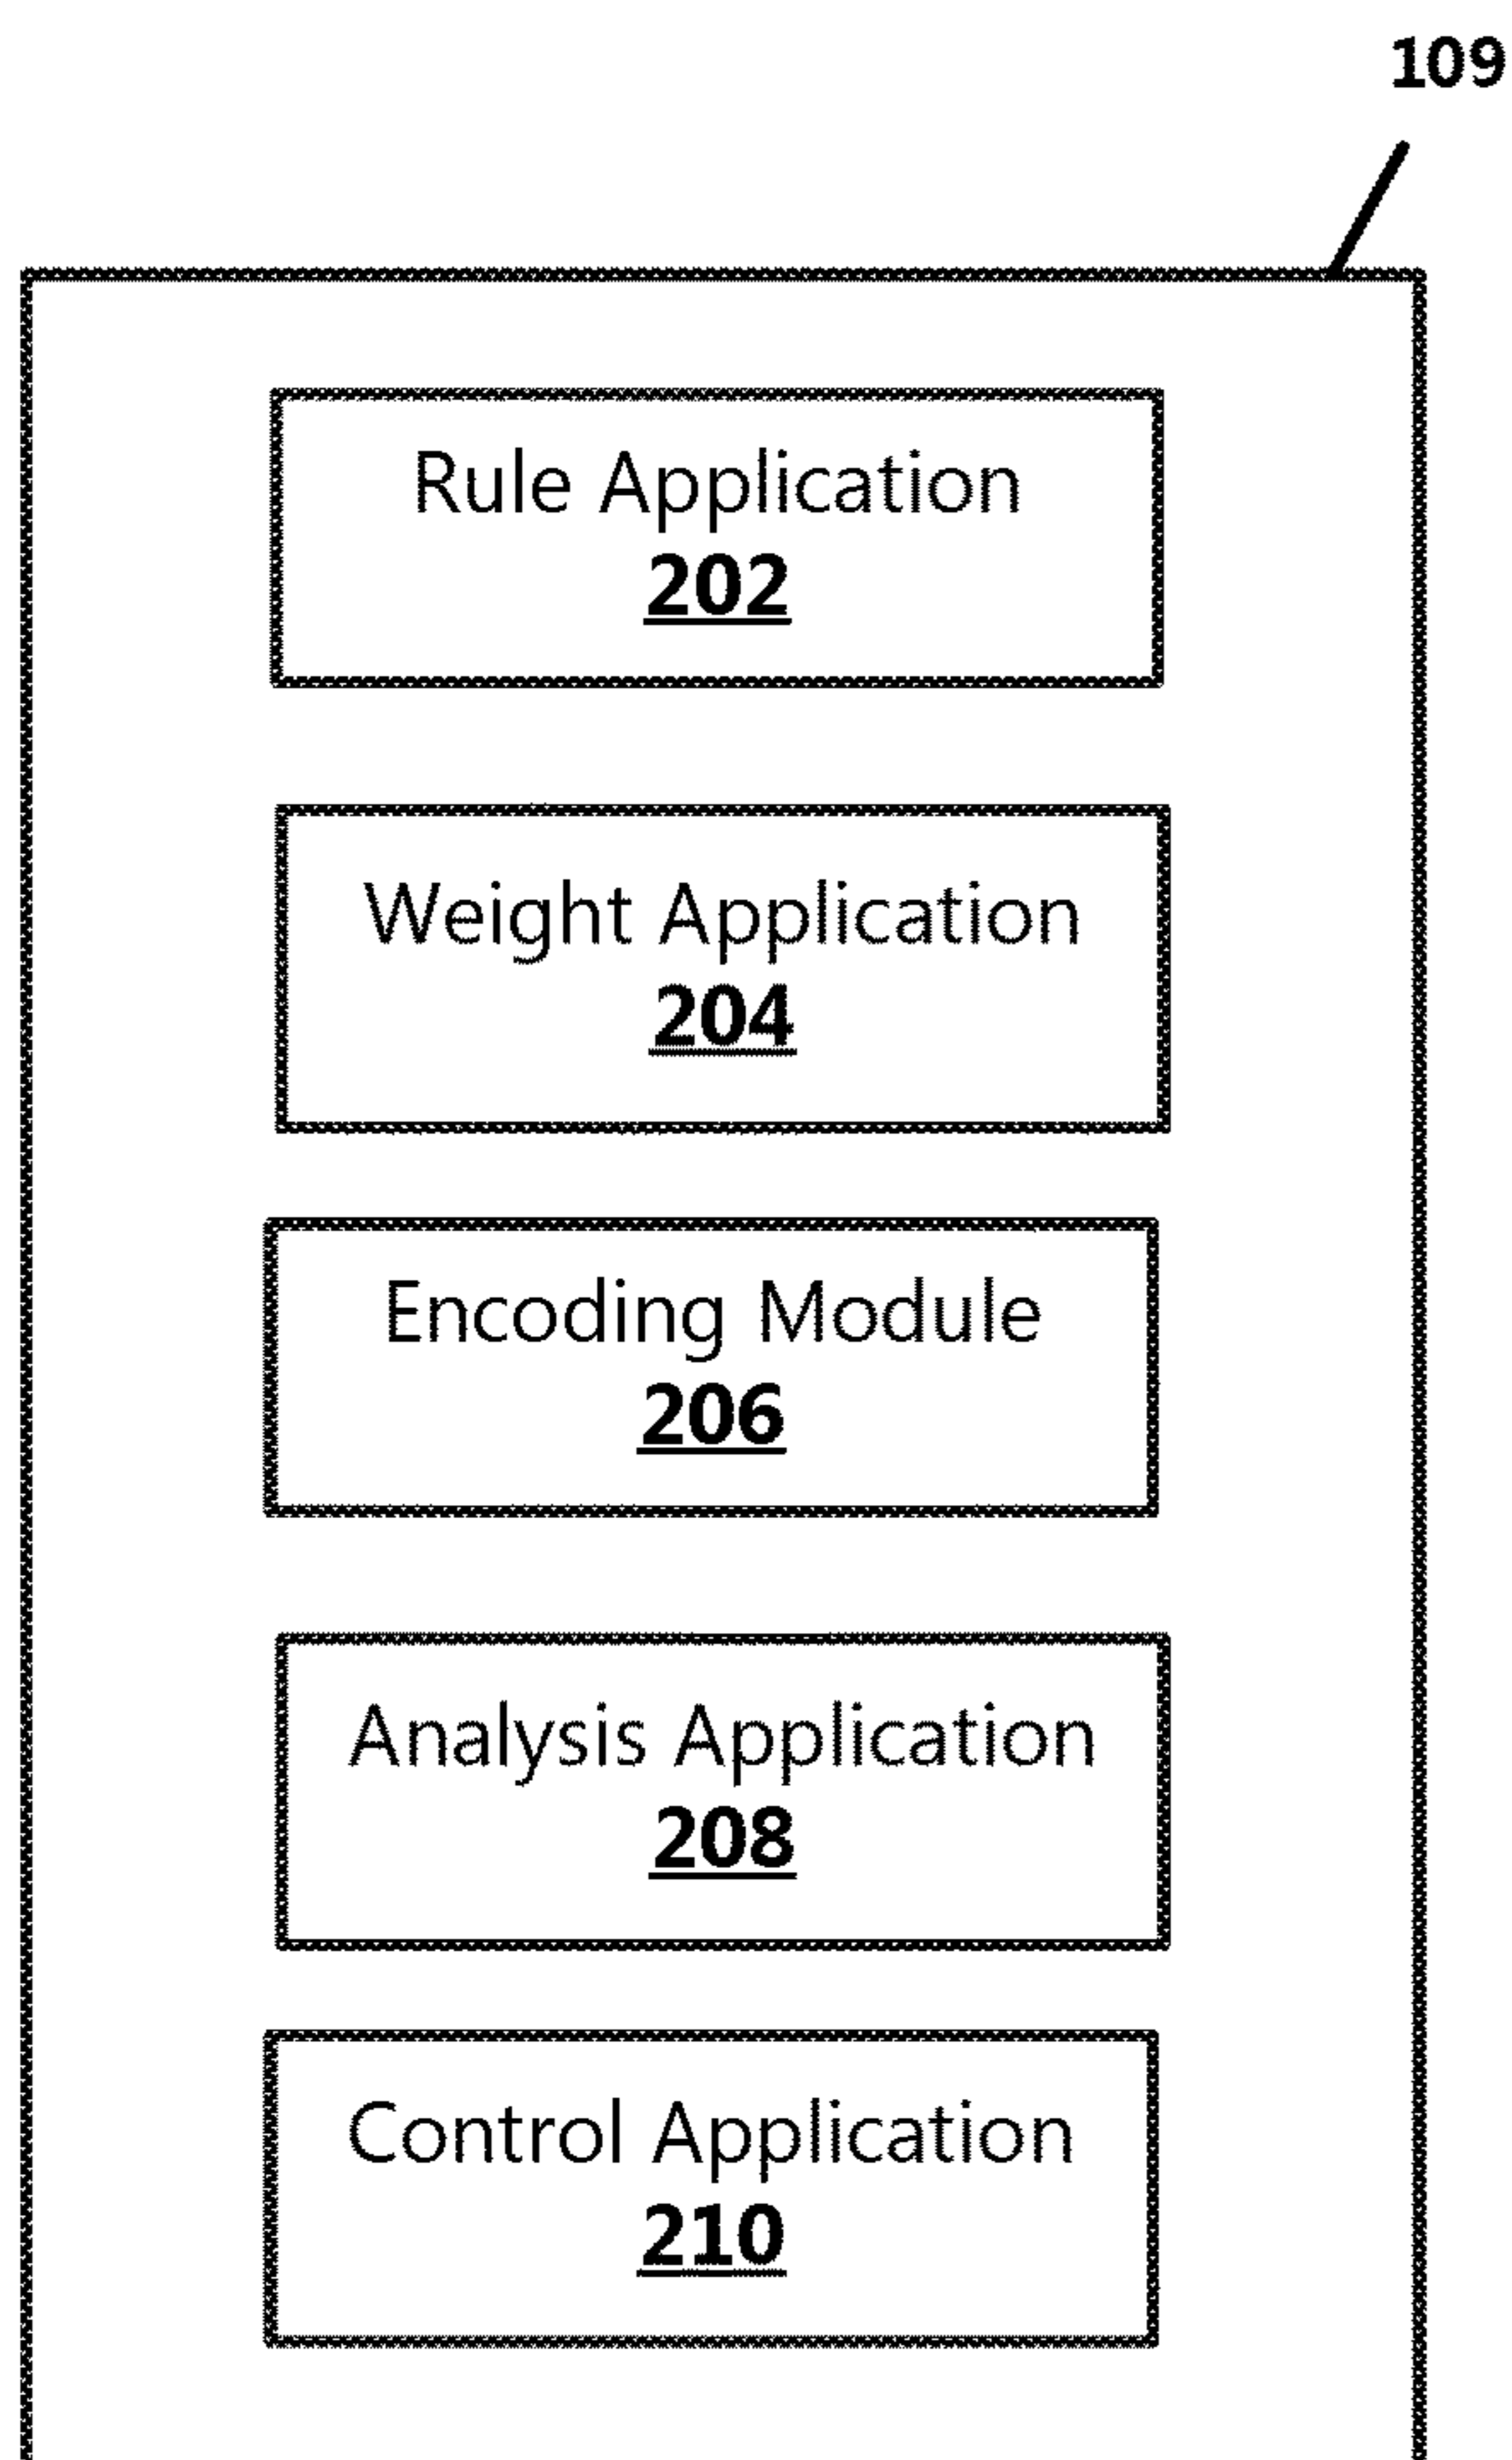 109
Rule Application
202
Weight Application
204
Encoding Module
206
Analysis Application
208
Control Application
210